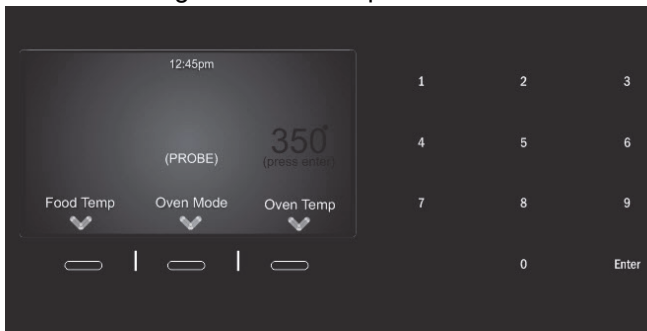 12:45pm
350°
(PROBE)
(press enter)
Food Temp
Oven Mode
Oven Temp
1 2 3
4 5 6
7 8 9
0 Enter